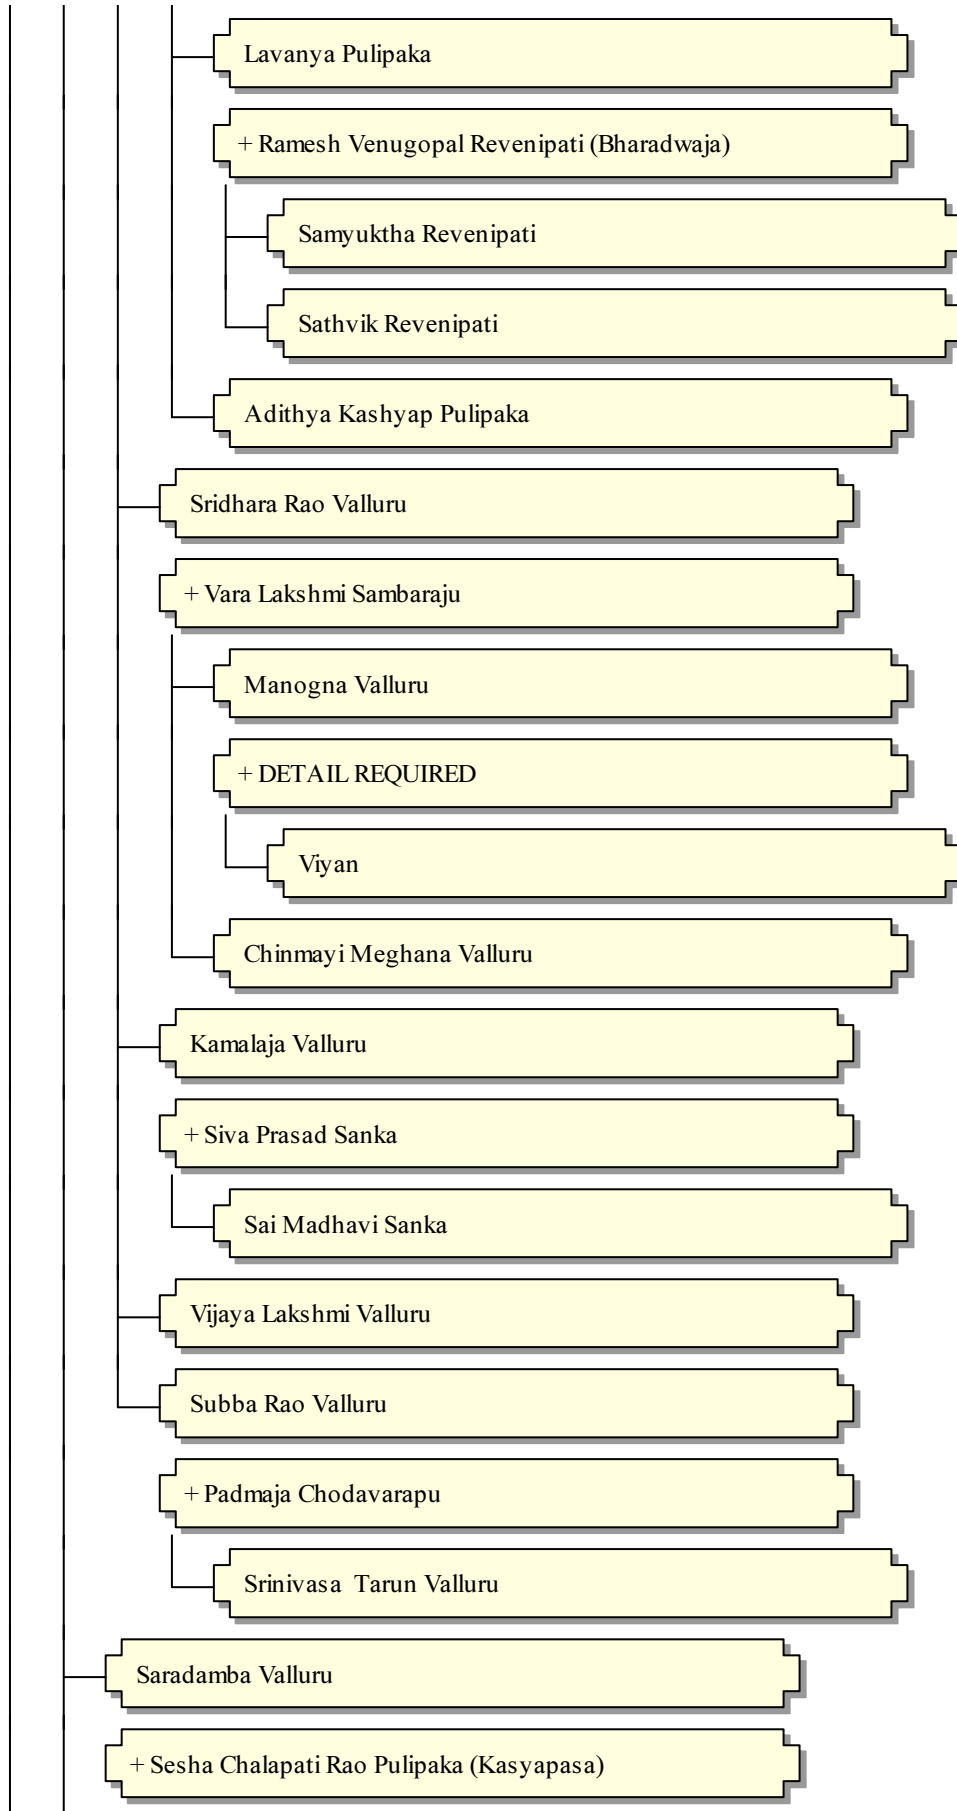 Lavanya Pulipaka
+ Ramesh Venugopal Revenipati (Bharadwaja)
Samyuktha Revenipati
Sathvik Revenipati
Adithya Kashyap Pulipaka
Sridhara Rao Valluru
+ Vara Lakshmi Sambaraju
Manogna Valluru
+ DETAIL REQUIRED
Viyan
Chinmayi Meghana Valluru
Kamalaja Valluru
+ Siva Prasad Sanka
Sai Madhavi Sanka
Vijaya Lakshmi Valluru
Subba Rao Valluru
+ Padmaja Chodavarapu
Srinivasa  Tarun Valluru
Saradamba Valluru
+ Sesha Chalapati Rao Pulipaka (Kasyapasa)